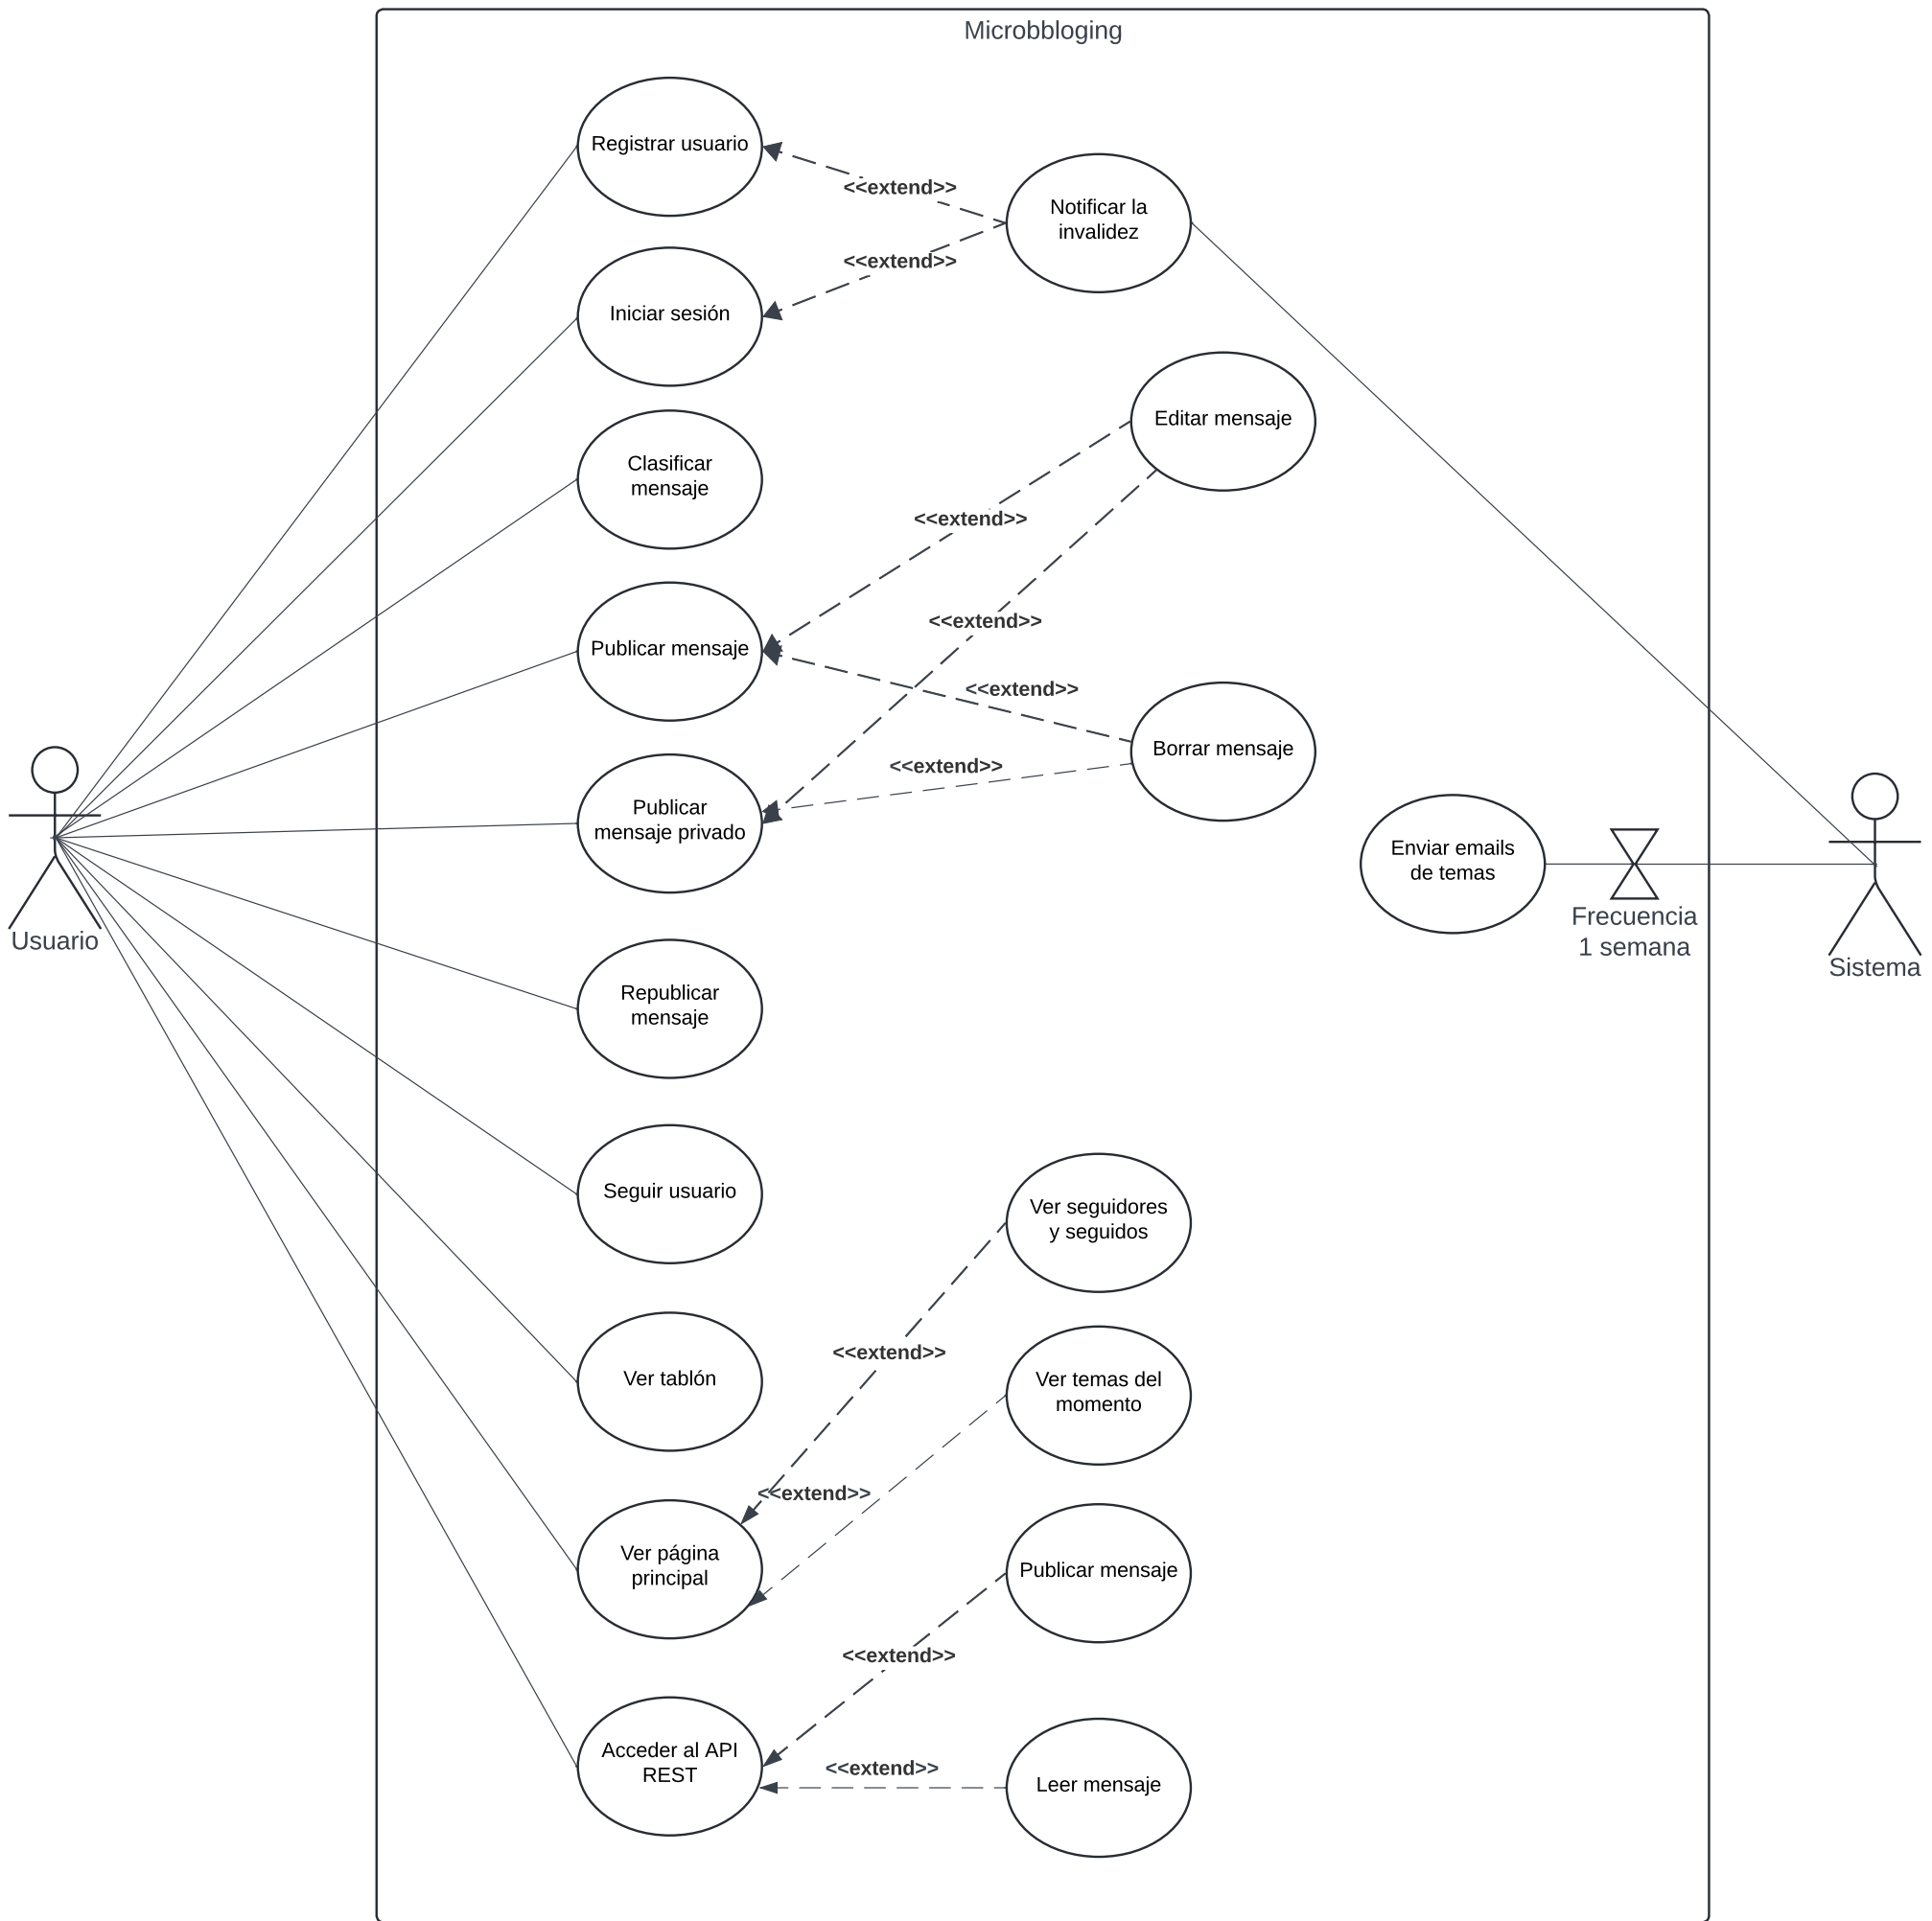 Microbbloging
Registrar usuario
<<extend>>
Notificar la
invalidez
<<extend>>
Iniciar sesión
Editar mensaje
Clasificar
mensaje
<<extend>>
<<extend>>
Publicar mensaje
<<extend>>
Borrar mensaje
<<extend>>
Publicar
mensaje privado
Enviar emails
de temas
Frecuencia
1 semana
Usuario
Sistema
Republicar
mensaje
Seguir usuario
Ver seguidores
y seguidos
<<extend>>
Ver tablón
Ver temas del
momento
<<extend>>
Ver página
principal
Publicar mensaje
<<extend>>
Acceder al API
REST
<<extend>>
Leer mensaje